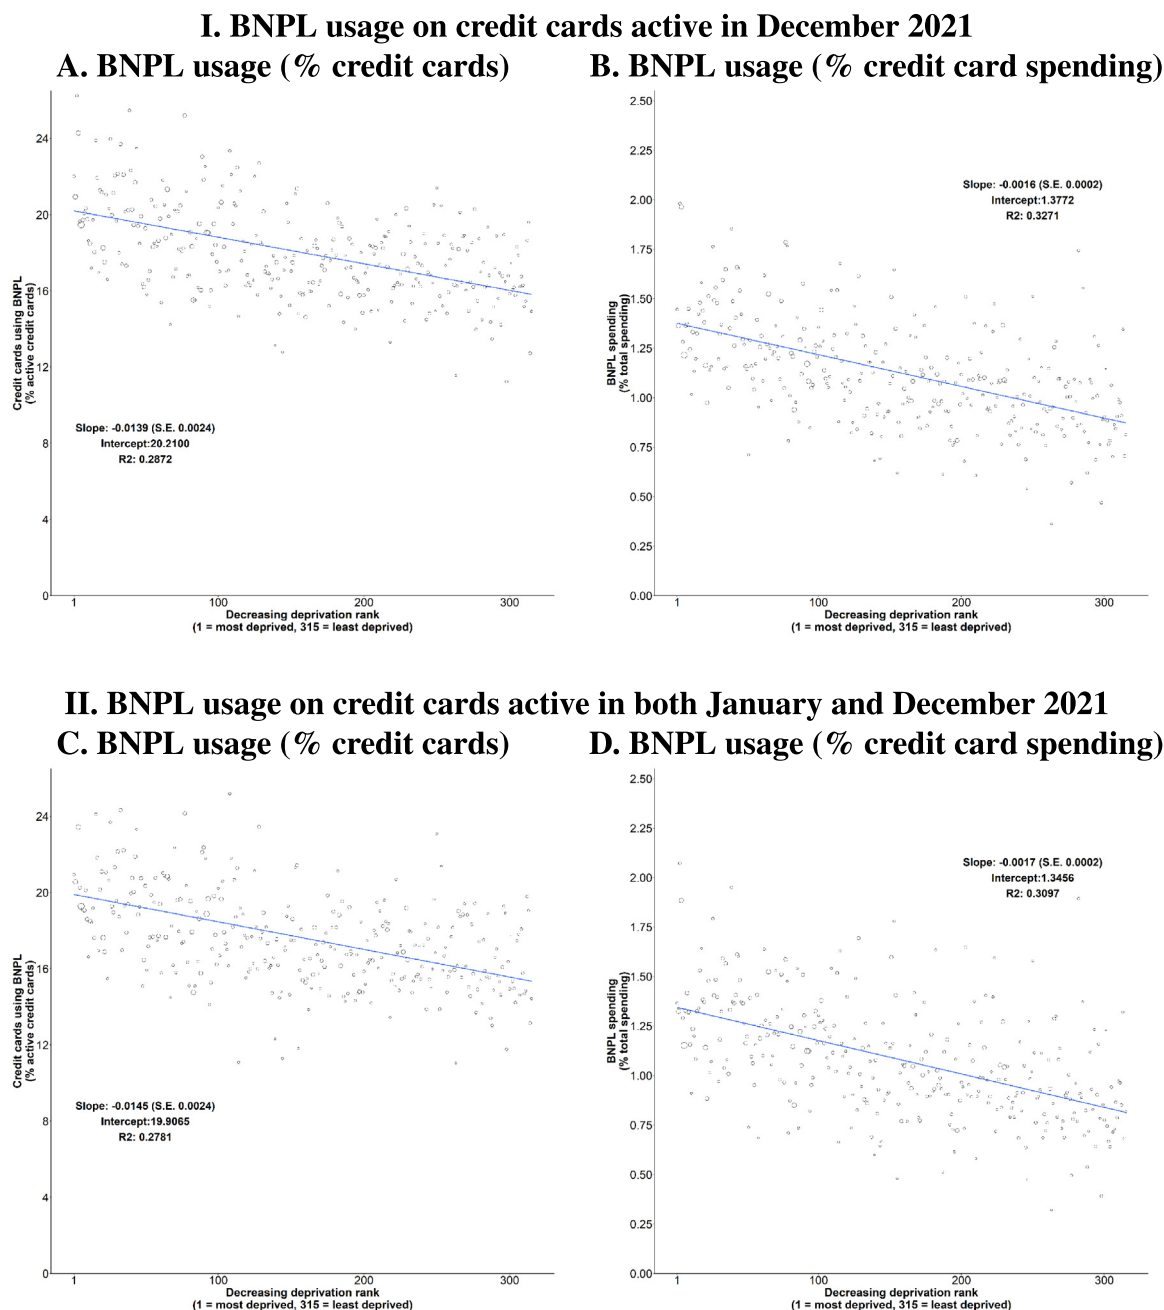 I. BNPL usage on credit cards active in December 2021
A. BNPL usage (% credit cards)
B. BNPL usage (% credit card spending)
24
20
16
12
8
4
0
Credit cards using BNPL
(% active credit cards)
Slope: -0.0139 (S.E. 0.0024)
Intercept:20.2100
R2: 0.2872
1
100
200
300
Decreasing deprivation rank
(1 = most deprived, 315 = least deprived)
2.50
2.25
2.00
1.75
1.50
1.25
1.00
0.75
0.50
0.25
0.00
BNPL spending
(% total spending)
Slope: -0.0016 (S.E. 0.0002)
Intercept:1.3772
R2: 0.3271
1
100
200
300
Decreasing deprivation rank
(1 = most deprived, 315 = least deprived)
II. BNPL usage on credit cards active in both January and December 2021
C. BNPL usage (% credit cards)
D. BNPL usage (% credit card spending)
24
20
16
12
8
4
0
Credit cards using BNPL
(% active credit cards)
Slope: -0.0145 (S.E. 0.0024)
Intercept:19.9065
R2: 0.2781
1
100
200
300
Decreasing deprivation rank
(1 = most deprived, 315 = least deprived)
2.50
2.25
2.00
1.75
1.50
1.25
1.00
0.75
0.50
0.25
0.00
BNPL spending
(% total spending)
Slope: -0.0017 (S.E. 0.0002)
Intercept:1.3456
R2: 0.3097
1
100
200
300
Decreasing deprivation rank
(1 = most deprived, 315 = least deprived)